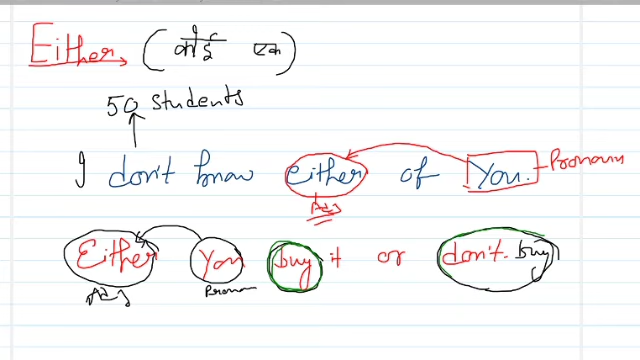 Either (कोई एक)
50 students
I don't know either of You. Pronoun
Adj
Either You buy it or don't buy
Adj Pronoun